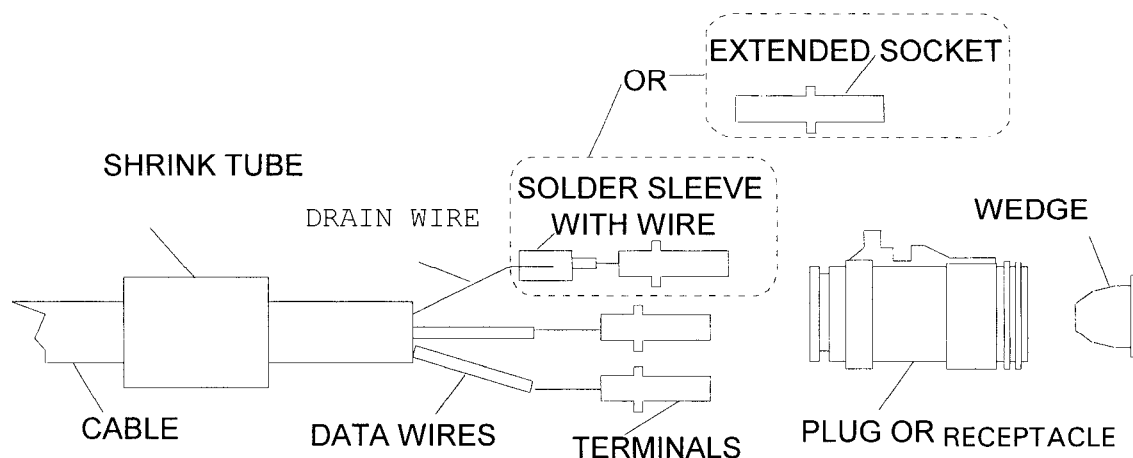 EXTENDED SOCKET
OR
SHRINK TUBE
SOLDER SLEEVE
WITH WIRE
DRAIN WIRE
WEDGE
CABLE
DATA WIRES
TERMINALS
PLUG OR RECEPTACLE